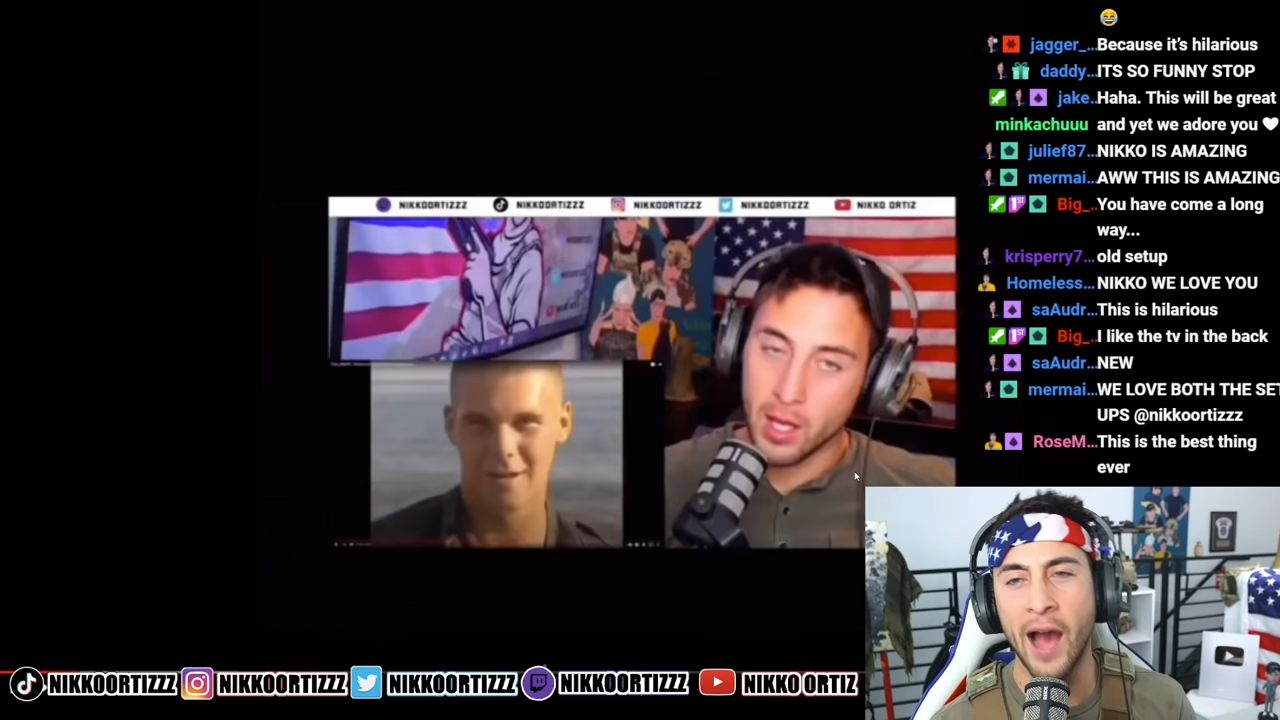 jagger_... Because it's hilarious
daddy... ITS SO FUNNY STOP
jake.. Haha. This will be great
minkachuuu and yet we adore you
julief87... NIKKO IS AMAZING
mermai... AWW THIS IS AMAZING
Big_.. You have come a long
way...
krisperry7... old setup
Homeless... NIKKO WE LOVE YOU
saAudr... This is hilarious
Big_.. I like the tv in the back
saAudr... NEW
mermai... WE LOVE BOTH THE SET
UPS @nikkoortizzz
RoseM... This is the best thing
ever
NIKKOORTIZZZ NIKKOORTIZZZ NIKKOORTIZZZ NIKKOORTIZZZ NIKKO ORTIZ
NIKKOORTIZZZ NIKKOORTIZZZ NIKKOORTIZZZ NIKKOORTIZZZ NIKKO ORTIZ